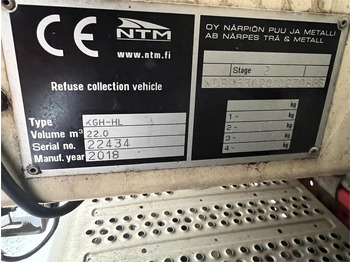 CE NTM
www.ntm.fi
Refuse collection vehicle
Type KGH-HL
Volume m³ 22.0
Serial no. 22434
Manuf. year 2018
OY NÄRPIÖN PUU JA METALLI
AB NÄRPES TRÄ & METALL
Stage 2
kg
1- kg
2- kg
3- kg
4- kg